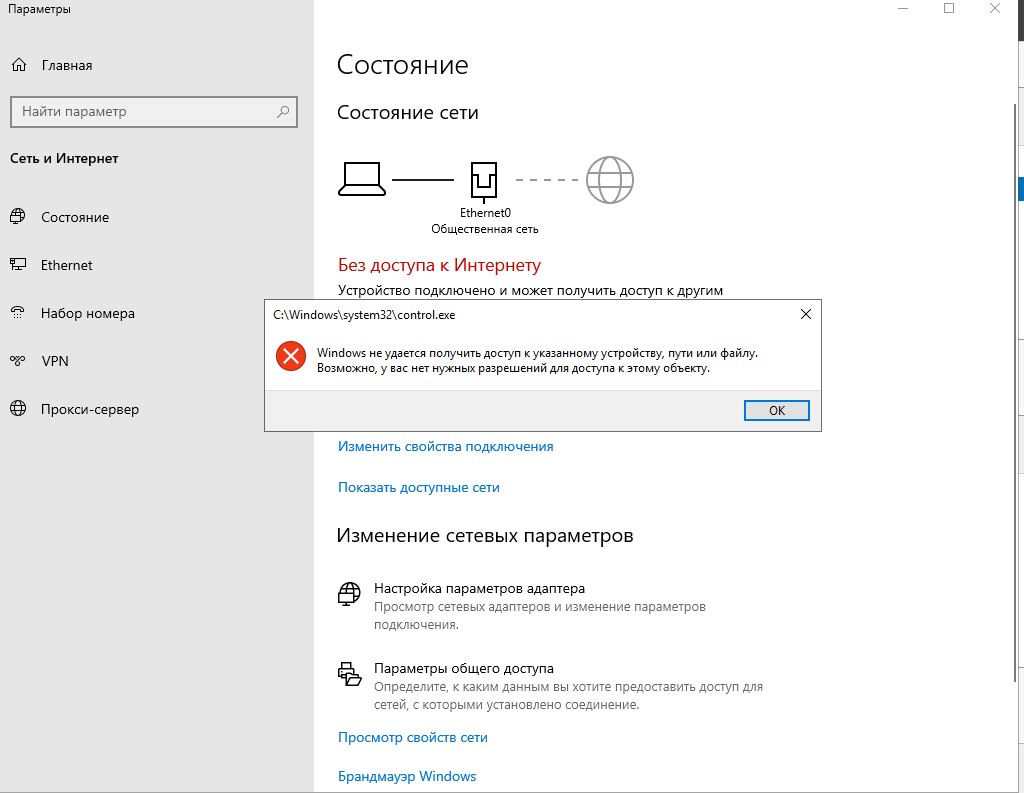 Параметры
Главная
Найти параметр
Сеть и Интернет
Состояние
Ethernet
Набор номера
VPN
Прокси-сервер
Состояние
Состояние сети
Ethernet0
Общественная сеть
Без доступа к Интернету
Устройство подключено и может получить доступ к другим
C:\Windows\system32\control.exe
Windows не удается получить доступ к указанному устройству, пути или файлу.
Возможно, у вас нет нужных разрешений для доступа к этому объекту.
ОК
Изменить свойства подключения
Показать доступные сети
Изменение сетевых параметров
Настройка параметров адаптера
Просмотр сетевых адаптеров и изменение параметров
подключения.
Параметры общего доступа
Определите, к каким данным вы хотите предоставить доступ для
сетей, с которыми установлено соединение.
Просмотр свойств сети
Брандмауэр Windows